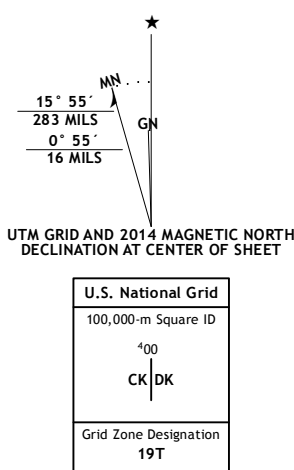 ★
MN
15° 55´
283 MILS
GN
0° 55´
16 MILS
UTM GRID AND 2014 MAGNETIC NORTH
DECLINATION AT CENTER OF SHEET
U.S. National Grid
100,000-m Square ID
⁴00
CK DK
Grid Zone Designation
19T